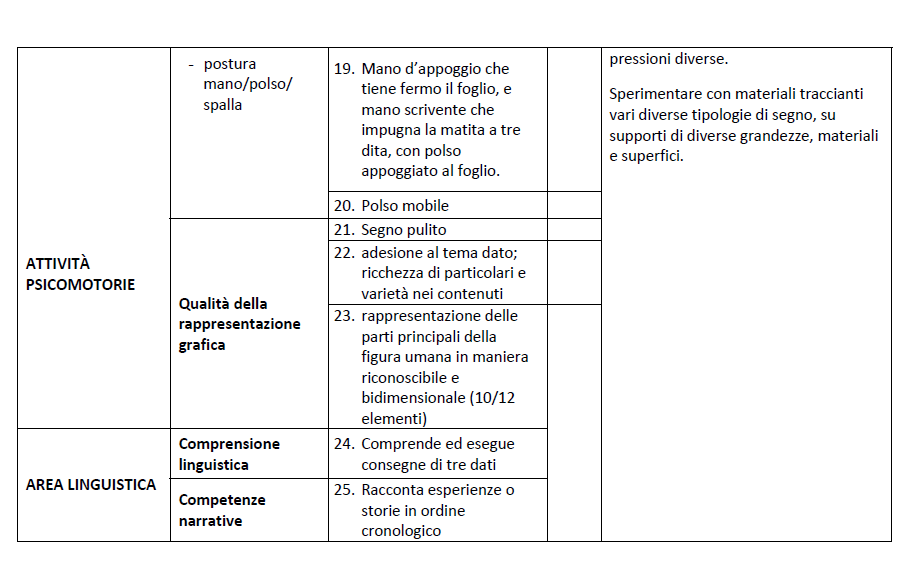 - postura
mano/polso/
spalla
19. Mano d’appoggio che
tiene fermo il foglio, e
mano scrivente che
impugna la matita a tre
dita, con polso
appoggiato al foglio.
pressioni diverse.
Sperimentare con materiali traccianti
vari diverse tipologie di segno, su
supporti di diverse grandezze, materiali
e superfici.
20. Polso mobile
ATTIVITÀ
PSICOMOTORIE
Qualità della
rappresentazione
grafica
21. Segno pulito
22. adesione al tema dato;
ricchezza di particolari e
varietà nei contenuti
23. rappresentazione delle
parti principali della
figura umana in maniera
riconoscibile e
bidimensionale (10/12
elementi)
AREA LINGUISTICA
Comprensione
linguistica
24. Comprende ed esegue
consegne di tre dati
Competenze
narrative
25. Racconta esperienze o
storie in ordine
cronologico